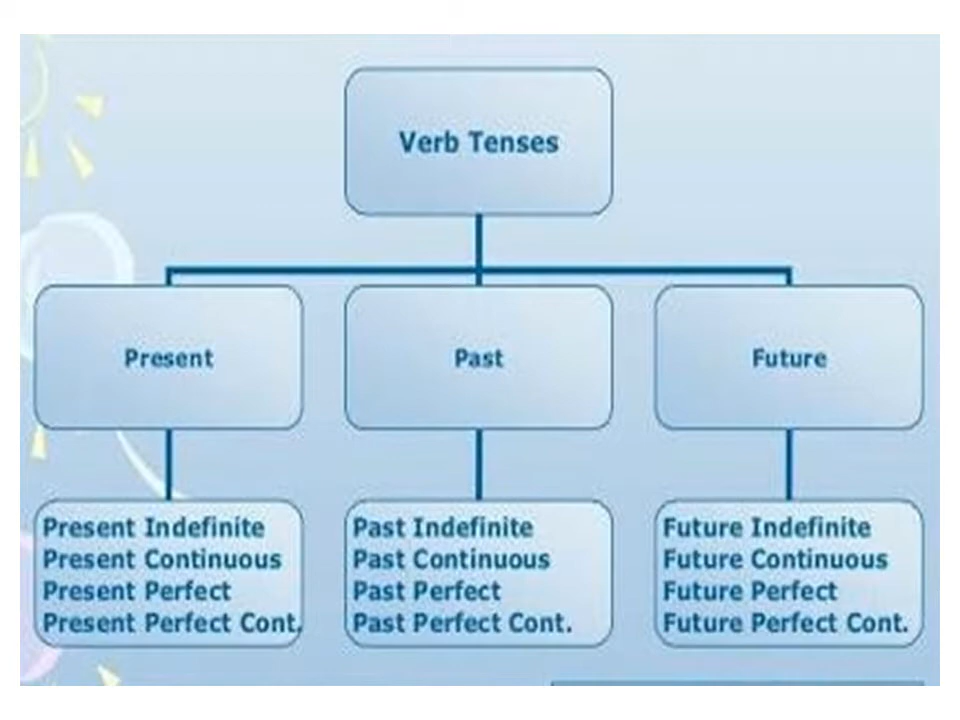 Verb Tenses
Present
Past
Future
Present Indefinite
Present Continuous
Present Perfect
Present Perfect Cont.
Past Indefinite
Past Continuous
Past Perfect
Past Perfect Cont.
Future Indefinite
Future Continuous
Future Perfect
Future Perfect Cont.